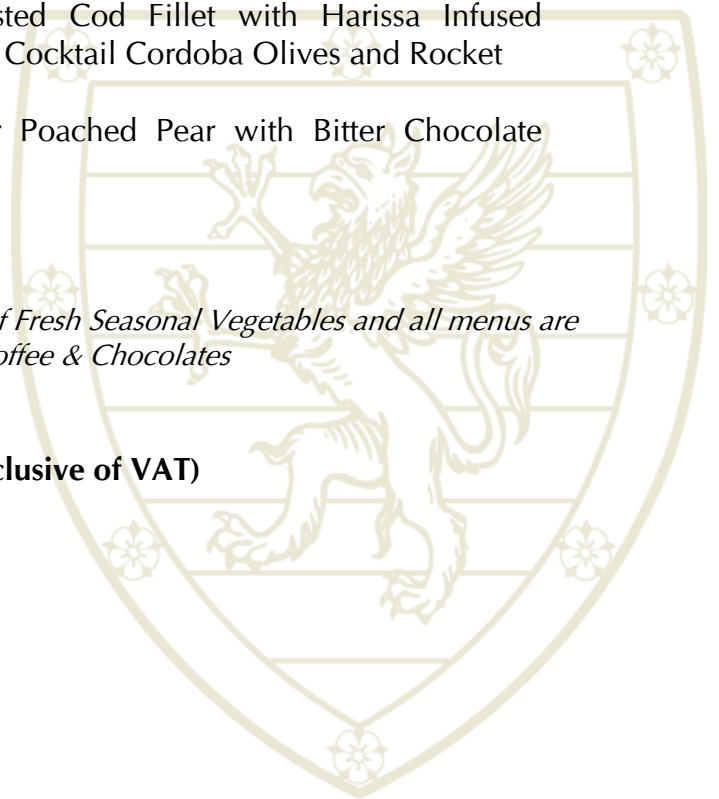 sted Cod Fillet with Harissa Infused
Cocktail Cordoba Olives and Rocket
Poached Pear with Bitter Chocolate
f Fresh Seasonal Vegetables and all menus are
offee & Chocolates
clusive of VAT)